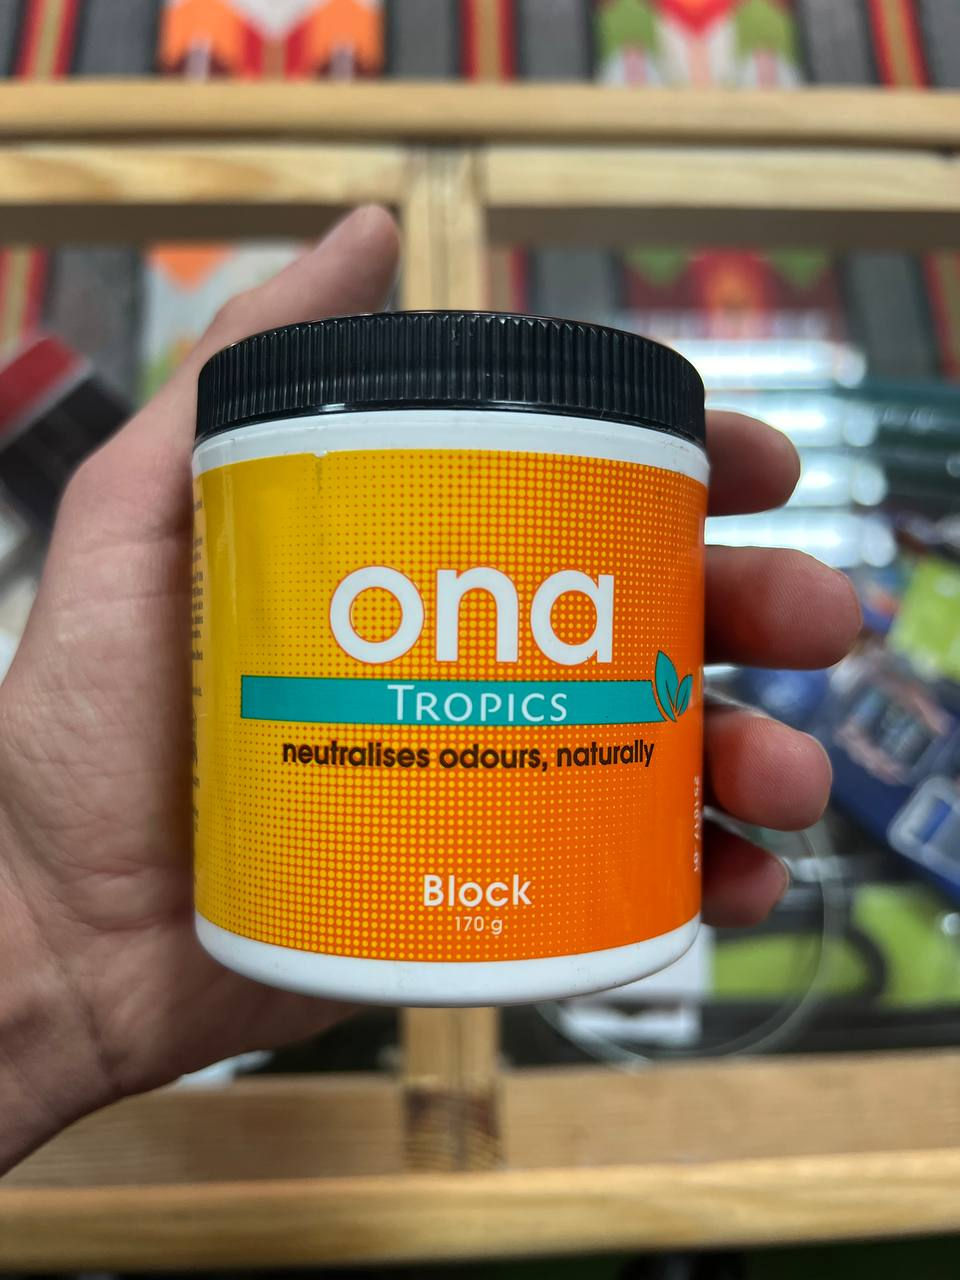 ona
TROPICS
neutralises odours, naturally
Block
170 g